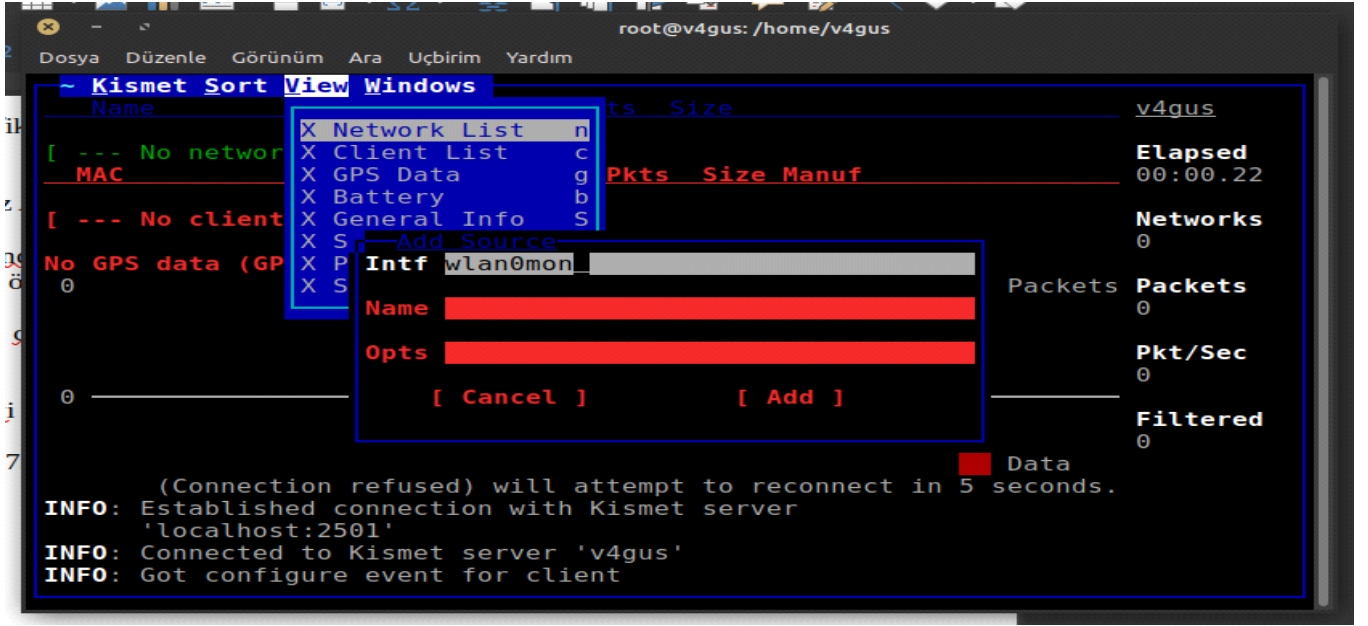 root@v4gus: /home/v4gus
Dosya Düzenle Görünüm Ara Uçbirim Yardım
~ Kismet Sort View Windows
Name ts Size v4gus
X Network List n
[ --- No networ X Client List c Elapsed
MAC X GPS Data g Pkts Size Manuf 00:00.22
X Battery b
[ --- No client X General Info S Networks
X S Add Source 0
No GPS data (GP X P Intf wlan0mon_
0 X S Packets Packets
Name 0
Opts Pkt/Sec
0
0 [ Cancel ] [ Add ]
Filtered
0
Data
(Connection refused) will attempt to reconnect in 5 seconds.
INFO: Established connection with Kismet server
'localhost:2501'
INFO: Connected to Kismet server 'v4gus'
INFO: Got configure event for client